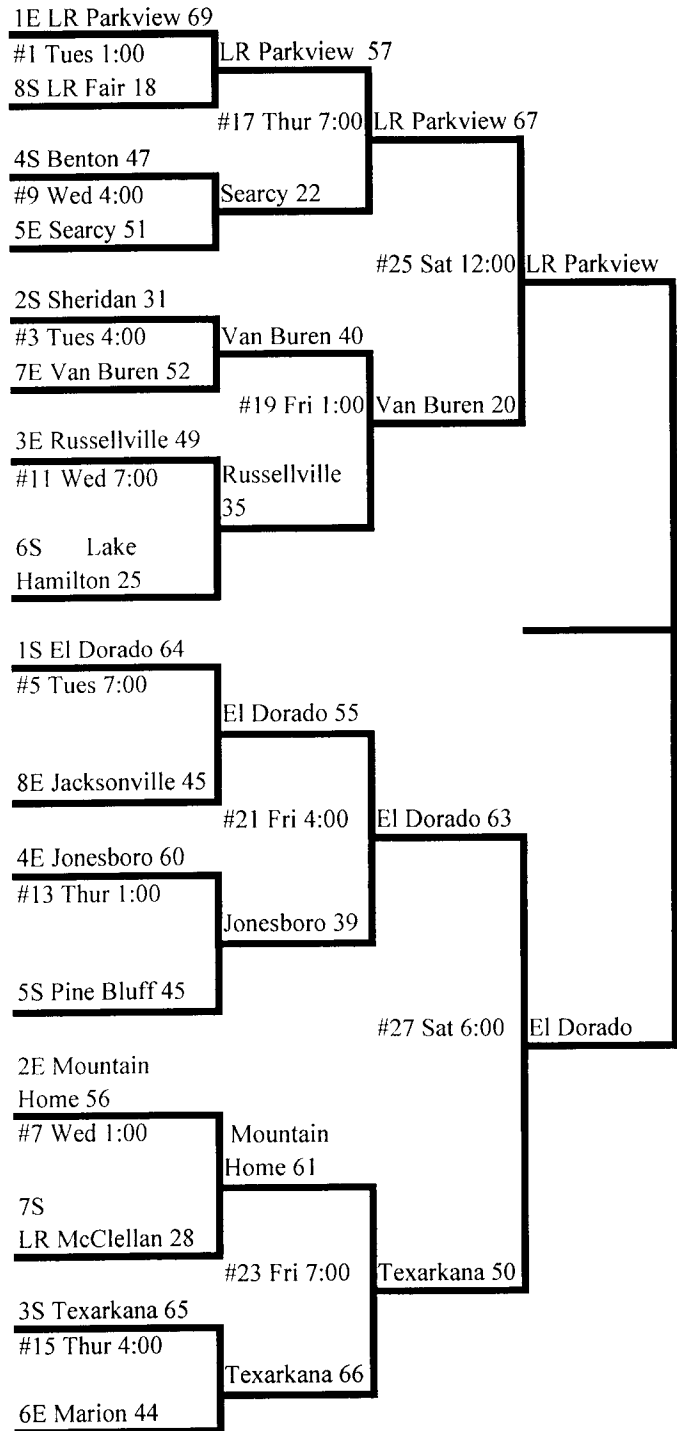 1E LR Parkview 69
#1 Tues 1:00
8S LR Fair 18
LR Parkview 57
#17 Thur 7:00
LR Parkview 67
4S Benton 47
#9 Wed 4:00
5E Searcy 51
Searcy 22
#25 Sat 12:00
LR Parkview
2S Sheridan 31
#3 Tues 4:00
7E Van Buren 52
Van Buren 40
#19 Fri 1:00
Van Buren 20
3E Russellville 49
#11 Wed 7:00
Russellville
35
6S Lake
Hamilton 25
1S El Dorado 64
#5 Tues 7:00
8E Jacksonville 45
El Dorado 55
#21 Fri 4:00
El Dorado 63
4E Jonesboro 60
#13 Thur 1:00
5S Pine Bluff 45
Jonesboro 39
#27 Sat 6:00
El Dorado
2E Mountain
Home 56
#7 Wed 1:00
7S
LR McClellan 28
Mountain
Home 61
#23 Fri 7:00
Texarkana 50
3S Texarkana 65
#15 Thur 4:00
6E Marion 44
Texarkana 66